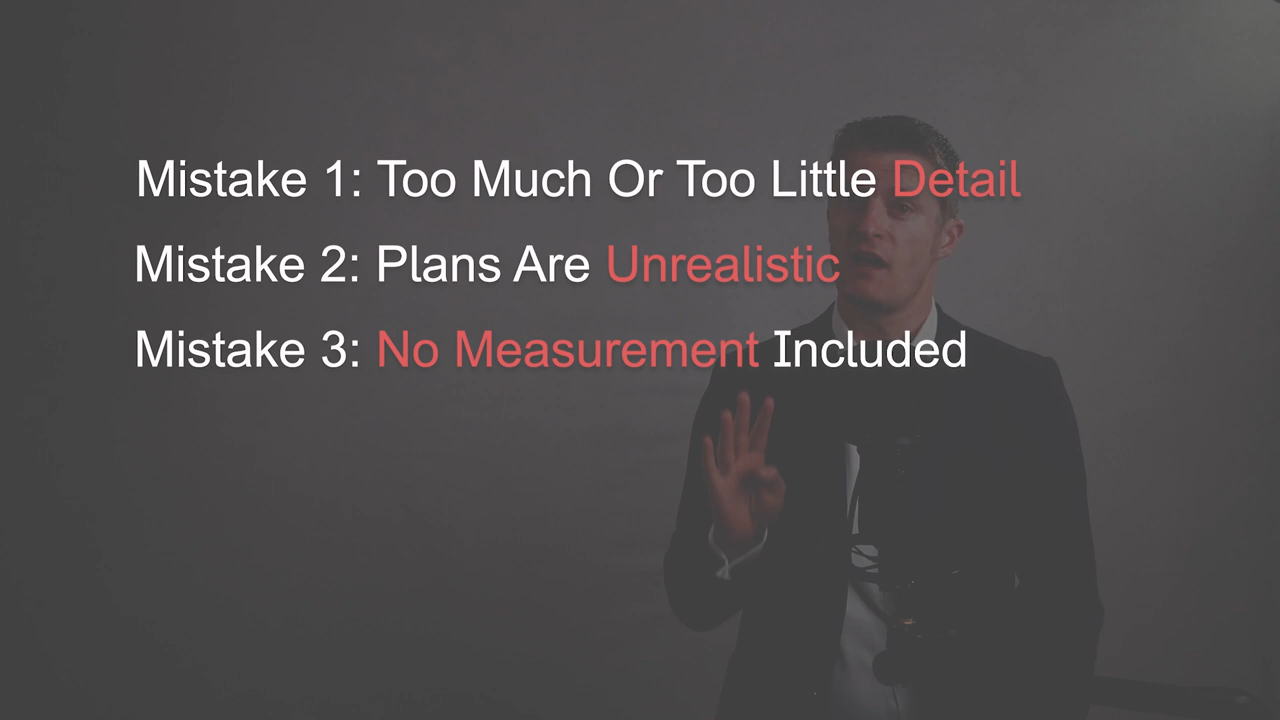 Mistake 1: Too Much Or Too Little Detail
Mistake 2: Plans Are Unrealistic
Mistake 3: No Measurement Included